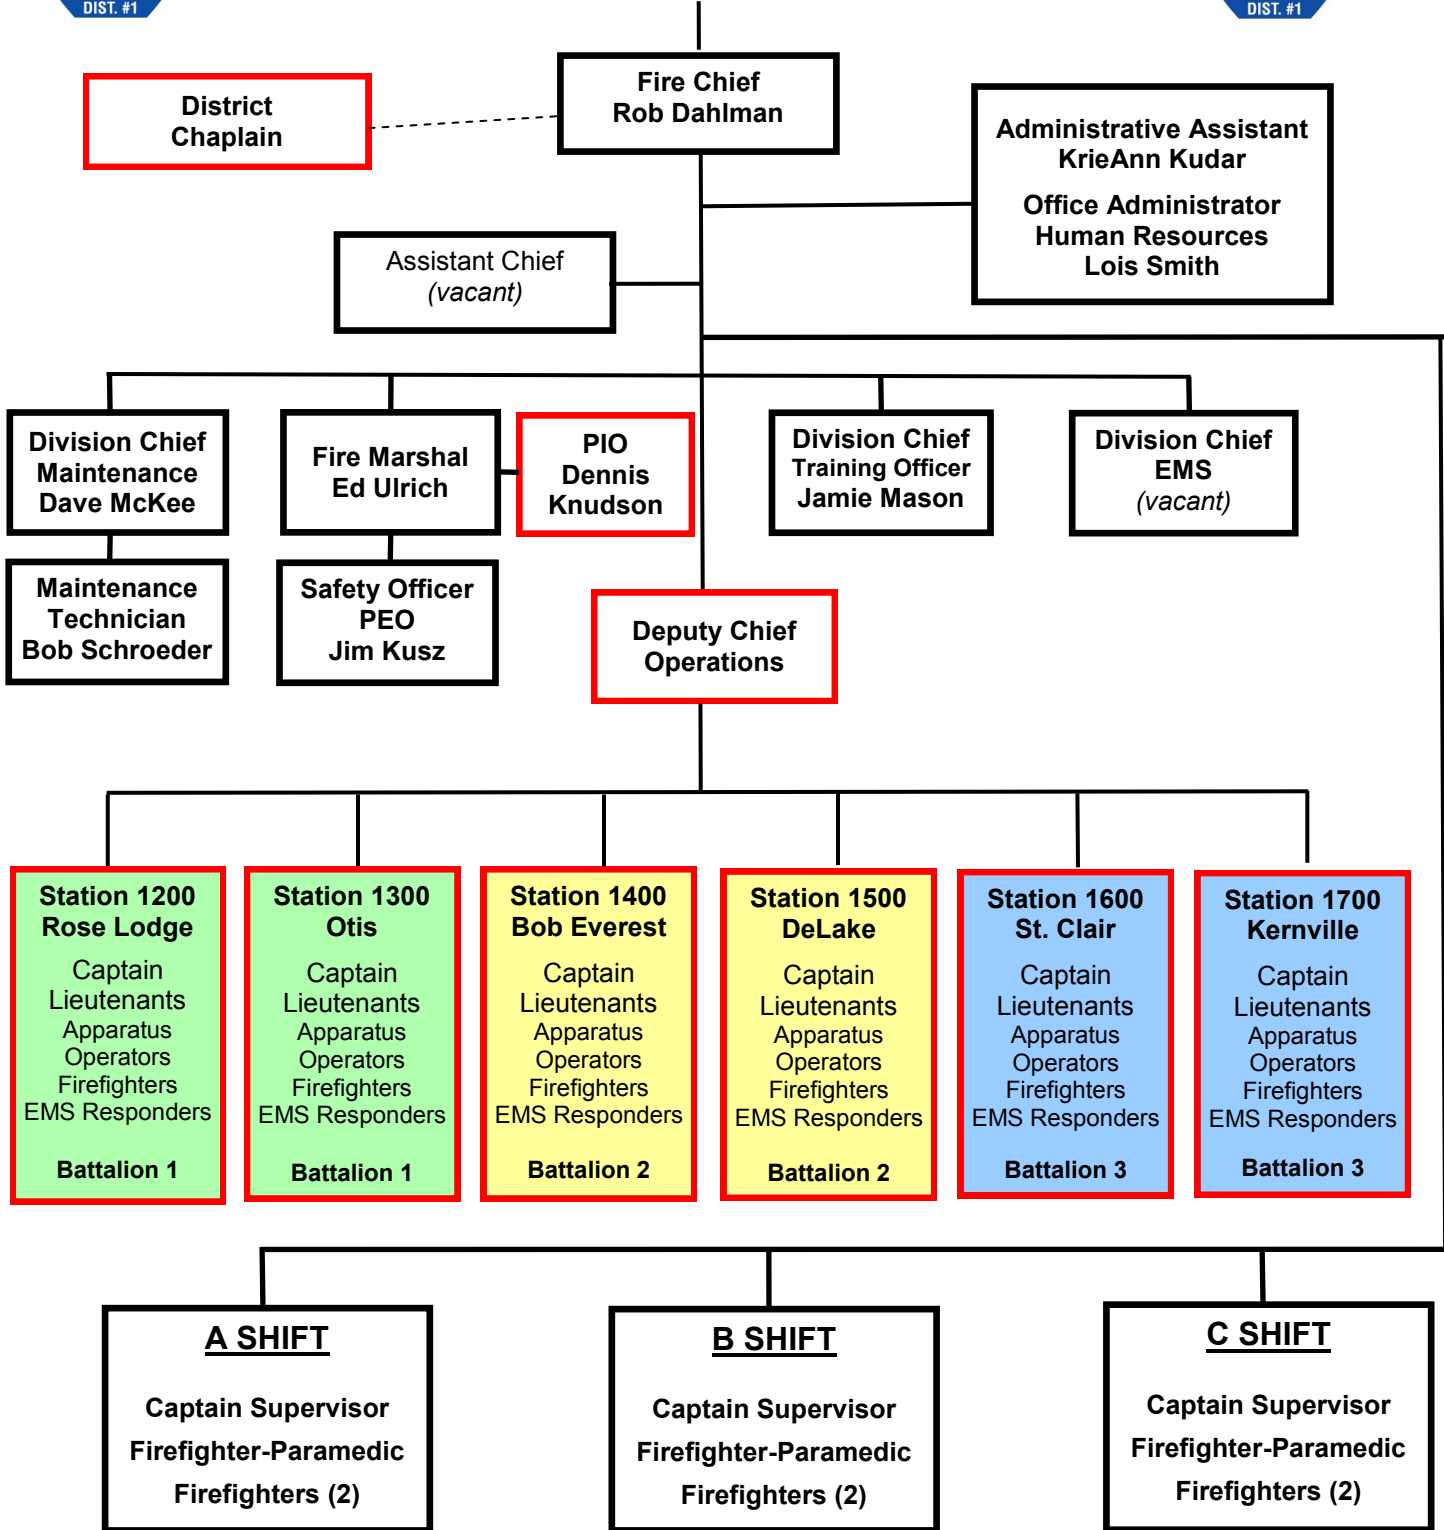 DIST. #1
DIST. #1
Fire Chief
Rob Dahlman
District
Chaplain
Administrative Assistant
KrieAnn Kudar
Office Administrator
Human Resources
Lois Smith
Assistant Chief
(vacant)
Division Chief
Maintenance
Dave McKee
Fire Marshal
Ed Ulrich
PIO
Dennis
Knudson
Division Chief
Training Officer
Jamie Mason
Division Chief
EMS
(vacant)
Maintenance
Technician
Bob Schroeder
Safety Officer
PEO
Jim Kusz
Deputy Chief
Operations
Station 1200
Rose Lodge
Captain
Lieutenants
Apparatus
Operators
Firefighters
EMS Responders
Battalion 1
Station 1300
Otis
Captain
Lieutenants
Apparatus
Operators
Firefighters
EMS Responders
Battalion 1
Station 1400
Bob Everest
Captain
Lieutenants
Apparatus
Operators
Firefighters
EMS Responders
Battalion 2
Station 1500
DeLake
Captain
Lieutenants
Apparatus
Operators
Firefighters
EMS Responders
Battalion 2
Station 1600
St. Clair
Captain
Lieutenants
Apparatus
Operators
Firefighters
EMS Responders
Battalion 3
Station 1700
Kernville
Captain
Lieutenants
Apparatus
Operators
Firefighters
EMS Responders
Battalion 3
A SHIFT
Captain Supervisor
Firefighter-Paramedic
Firefighters (2)
B SHIFT
Captain Supervisor
Firefighter-Paramedic
Firefighters (2)
C SHIFT
Captain Supervisor
Firefighter-Paramedic
Firefighters (2)